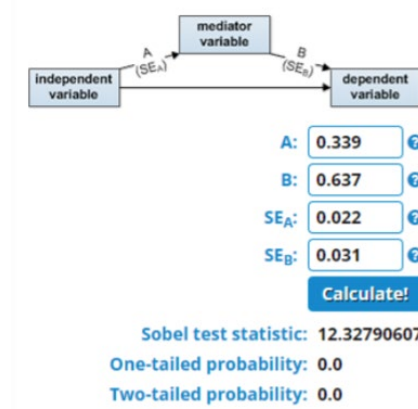 mediator
variable
A
(SEA)
B
(SEB)
independent
variable
dependent
variable
A: 0.339 ?
B: 0.637 ?
SEA: 0.022 ?
SEB: 0.031 ?
Calculate!
Sobel test statistic: 12.32790607
One-tailed probability: 0.0
Two-tailed probability: 0.0